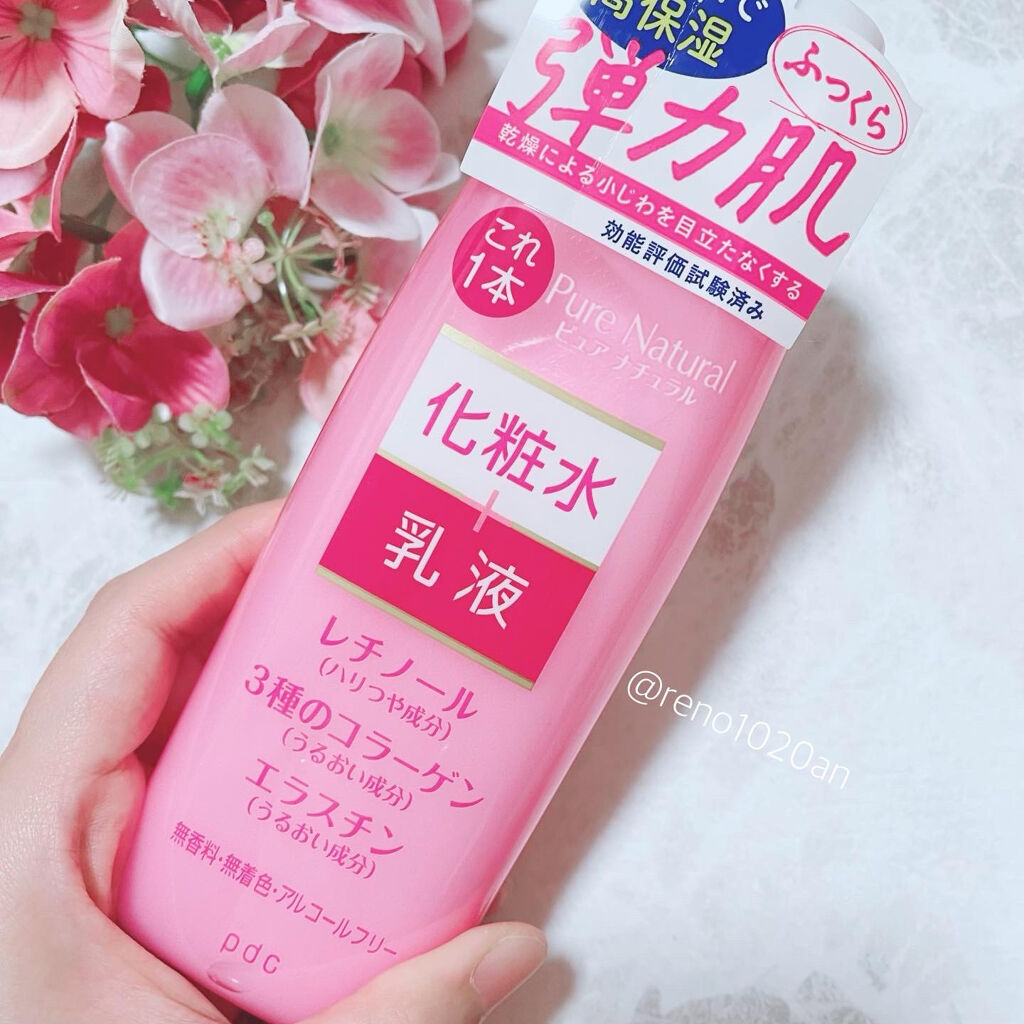 で
高保湿
ふっくら
弾力肌
乾燥による小じわを目立たなくする
効能評価試験済み
これ
1本
Pure Natural
ピュア ナチュラル
化粧水
+
乳液
レチノール
(ハリつや成分)
3種のコラーゲン
(うるおい成分)
エラスチン
(うるおい成分)
無香料・無着色・アルコールフリー
pdc
@reno1020an